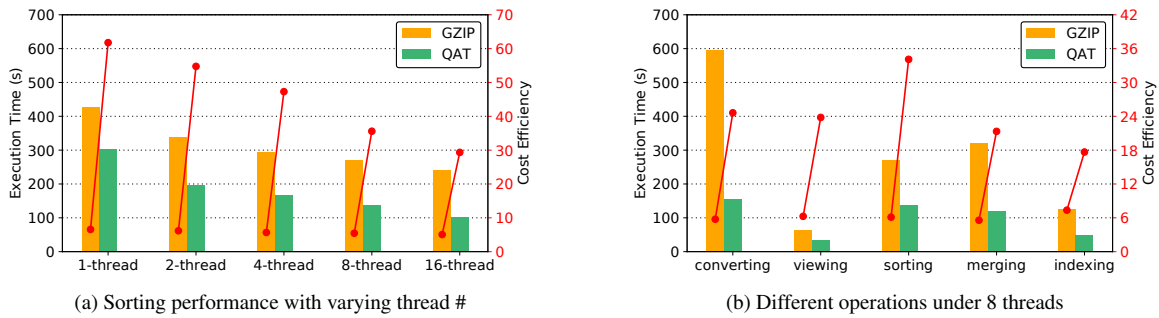 700
600
500
400
300
200
100
0
Execution Time (s)
GZIP
QAT
70
60
50
40
30
20
10
0
Cost Efficiency
1-thread 2-thread 4-thread 8-thread 16-thread
(a) Sorting performance with varying thread #
700
600
500
400
300
200
100
0
Execution Time (s)
GZIP
QAT
42
36
30
24
18
12
6
0
Cost Efficiency
converting viewing sorting merging indexing
(b) Different operations under 8 threads